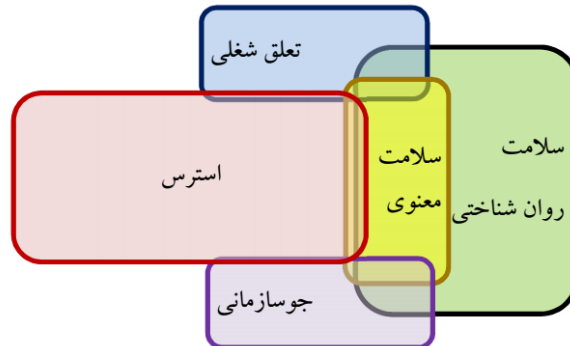 تعلق شغلی
سلامت
روان شناختی
سلامت
معنوی
استرس
جوسازمانی